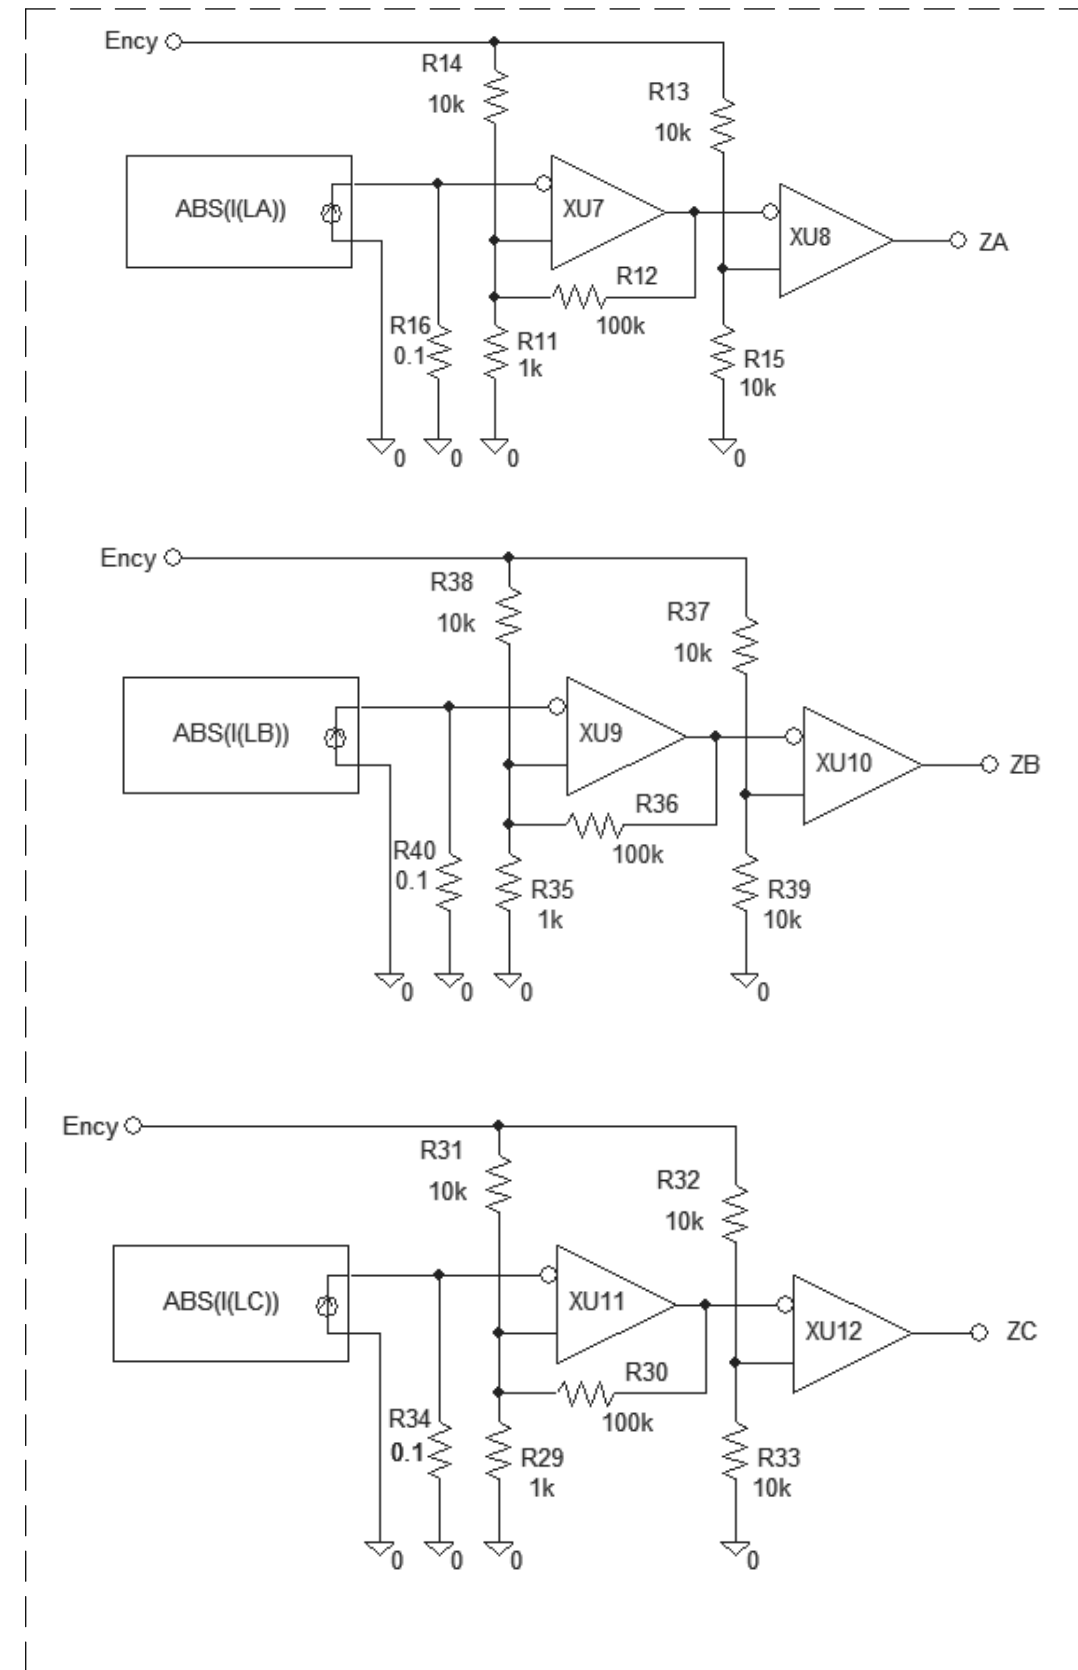 Ency
R14
10k
R13
10k
ABS(I(LA))
XU7
XU8
ZA
R12
100k
R16
0.1
R11
1k
R15
10k
0
0
0
0
Ency
R38
10k
R37
10k
ABS(I(LB))
XU9
XU10
ZB
R36
100k
R40
0.1
R35
1k
R39
10k
0
0
0
0
Ency
R31
10k
R32
10k
ABS(I(LC))
XU11
XU12
ZC
R30
100k
R34
0.1
R29
1k
R33
10k
0
0
0
0